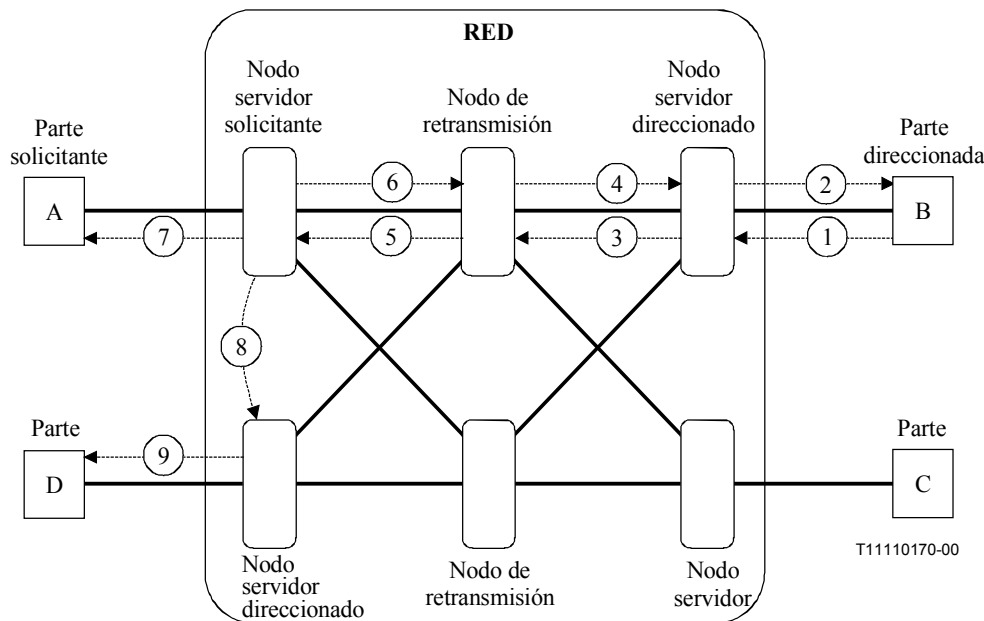 RED
Nodo
servidor
solicitante
Nodo de
retransmisión
Nodo
servidor
direccionado
Parte
solicitante
Parte
direccionada
A
6
4
2
B
7
5
3
1
8
Parte
D
9
Parte
C
T11110170-00
Nodo
servidor
direccionado
Nodo de
retransmisión
Nodo
servidor